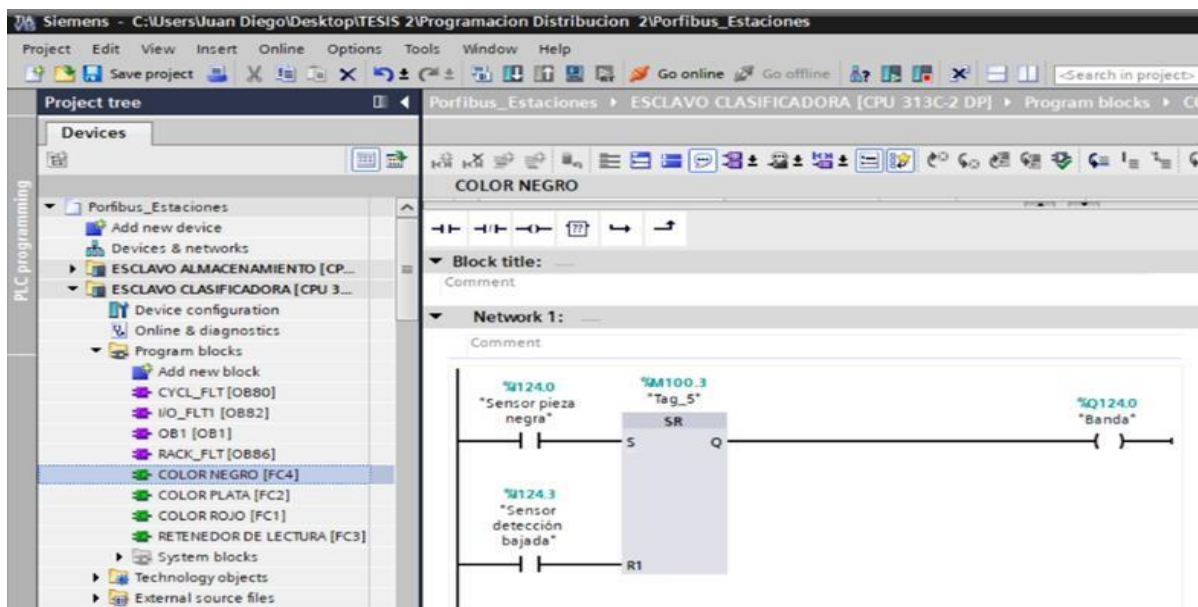 Siemens - C:\Users\Juan Diego\Desktop\TESIS 2\Programacion Distribucion 2\Porfibus_Estaciones
Project Edit View Insert Online Options Tools Window Help
Save project Go online Go offline <Search in project>
Project tree
Devices
PLC programming
Porfibus_Estaciones
Add new device
Devices & networks
ESCLAVO ALMACENAMIENTO [CP...
ESCLAVO CLASIFICADORA [CPU 3...
Device configuration
Online & diagnostics
Program blocks
Add new block
CYCL_FLT [OB80]
I/O_FLT1 [OB82]
OB1 [OB1]
RACK_FLT [OB86]
COLOR NEGRO [FC4]
COLOR PLATA [FC2]
COLOR ROJO [FC1]
RETENEDOR DE LECTURA [FC3]
System blocks
Technology objects
External source files
Porfibus_Estaciones ▸ ESCLAVO CLASIFICADORA [CPU 313C-2 DP] ▸ Program blocks ▸ CO
COLOR NEGRO
??
Block title:
Comment
Network 1:
Comment
%I124.0
"Sensor pieza
negra"
%M100.3
"Tag_5"
SR
S Q
%Q124.0
"Banda"
%I124.3
"Sensor
detección
bajada"
R1